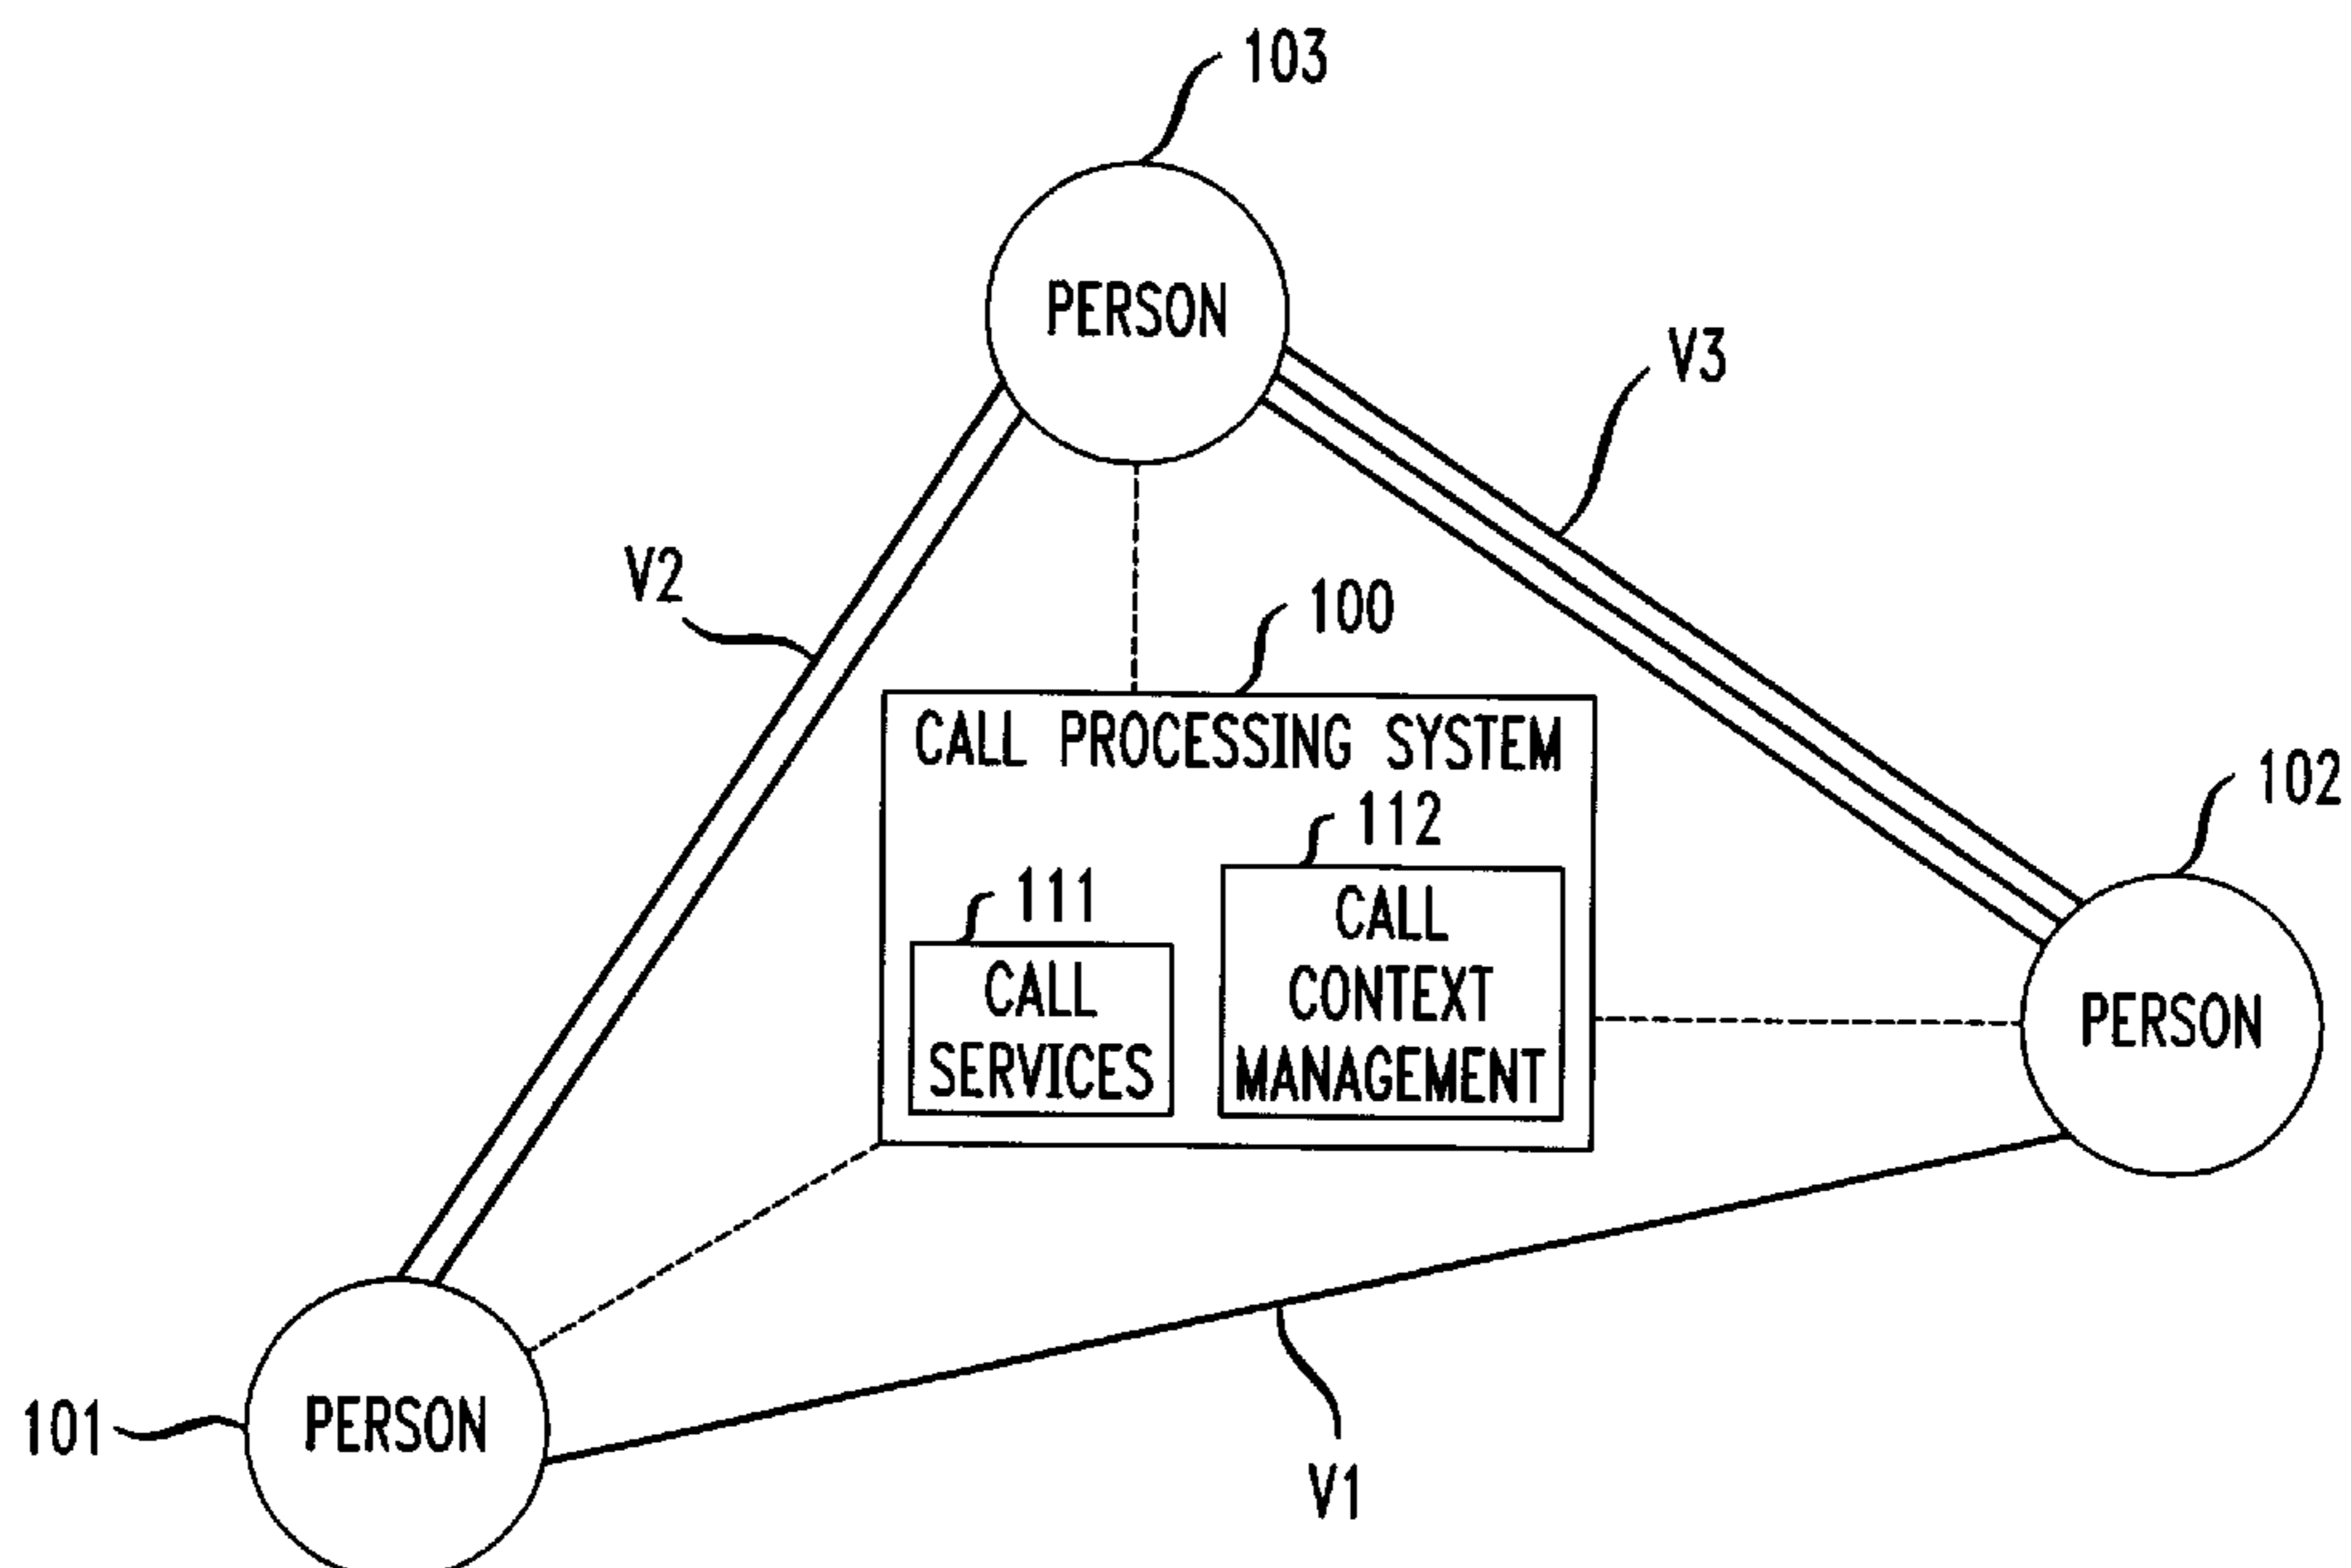 103
PERSON
V3
V2
100
CALL PROCESSING SYSTEM
102
112
111
CALL
CONTEXT
MANAGEMENT
CALL
SERVICES
PERSON
101
PERSON
V1